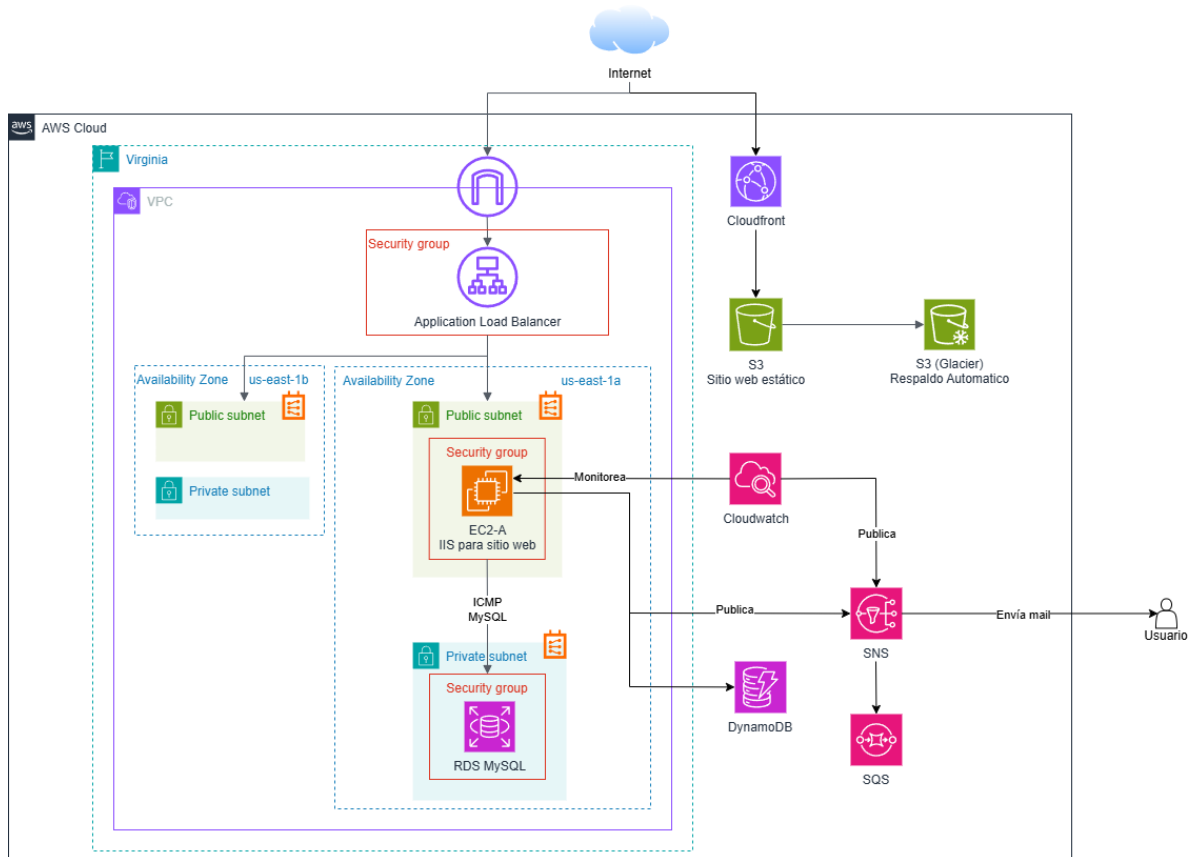 Internet
aws
AWS Cloud
Virginia
VPC
Cloudfront
Security group
Application Load Balancer
S3
Sitio web estático
S3 (Glacier)
Respaldo Automatico
Availability Zone
us-east-1b
Availability Zone
us-east-1a
Public subnet
Public subnet
Security group
Private subnet
EC2-A
IIS para sitio web
Monitorea
Cloudwatch
Publica
ICMP
MySQL
Publica
SNS
Envía mail
Usuario
Private subnet
Security group
RDS MySQL
DynamoDB
SQS